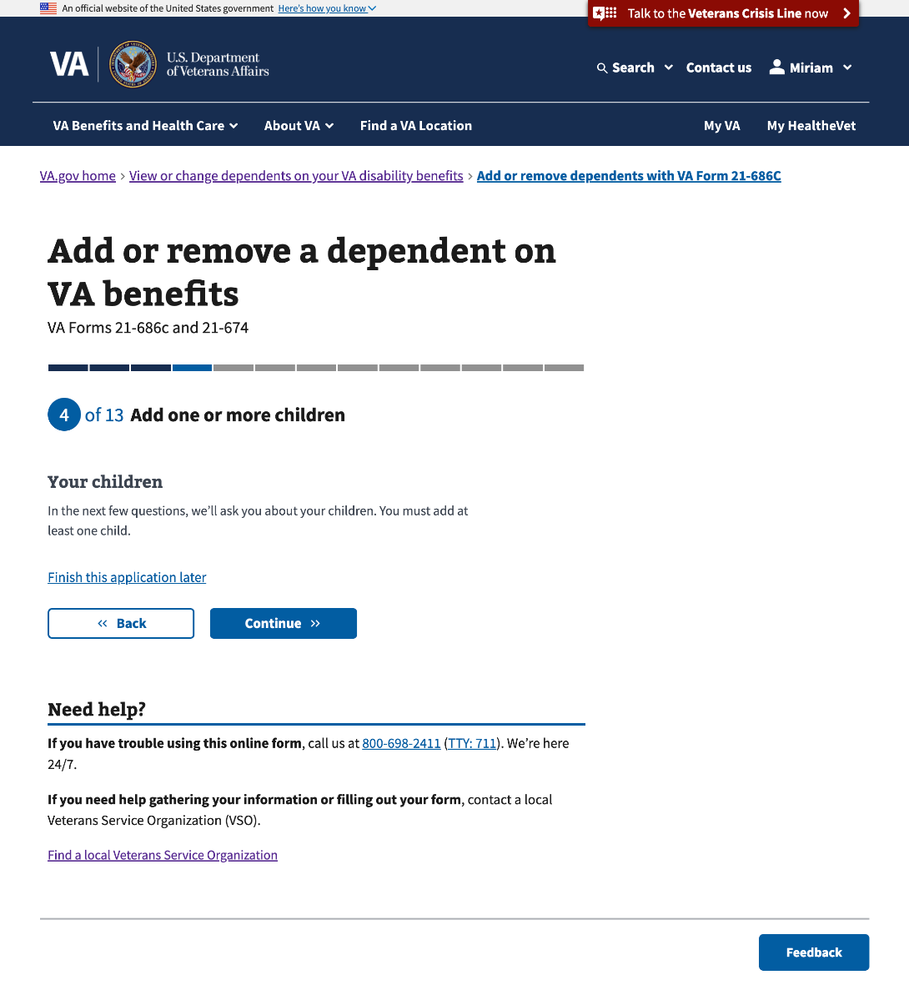 An official website of the United States government Here's how you know
Talk to the Veterans Crisis Line now
VA
U.S. Department
of Veterans Affairs
Search
Contact us
Miriam
VA Benefits and Health Care
About VA
Find a VA Location
My VA
My HealtheVet
VA.gov home › View or change dependents on your VA disability benefits › Add or remove dependents with VA Form 21-686C
Add or remove a dependent on
VA benefits
VA Forms 21-686c and 21-674
4 of 13 Add one or more children
Your children
In the next few questions, we’ll ask you about your children. You must add at
least one child.
Finish this application later
« Back
Continue »
Need help?
If you have trouble using this online form, call us at 800-698-2411 (TTY: 711). We’re here
24/7.
If you need help gathering your information or filling out your form, contact a local
Veterans Service Organization (VSO).
Find a local Veterans Service Organization
Feedback